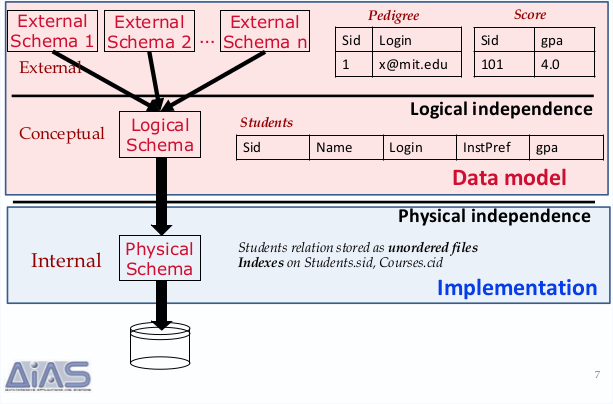 External Schema 1
External Schema 2
...
External Schema n
External
Pedigree
Sid Login
1 x@mit.edu
Score
Sid gpa
101 4.0
Logical independence
Conceptual
Logical Schema
Students
Sid Name Login InstPref gpa
Data model
Physical independence
Internal
Physical Schema
Students relation stored as unordered files
Indexes on Students.sid, Courses.cid
Implementation
AiAS
7